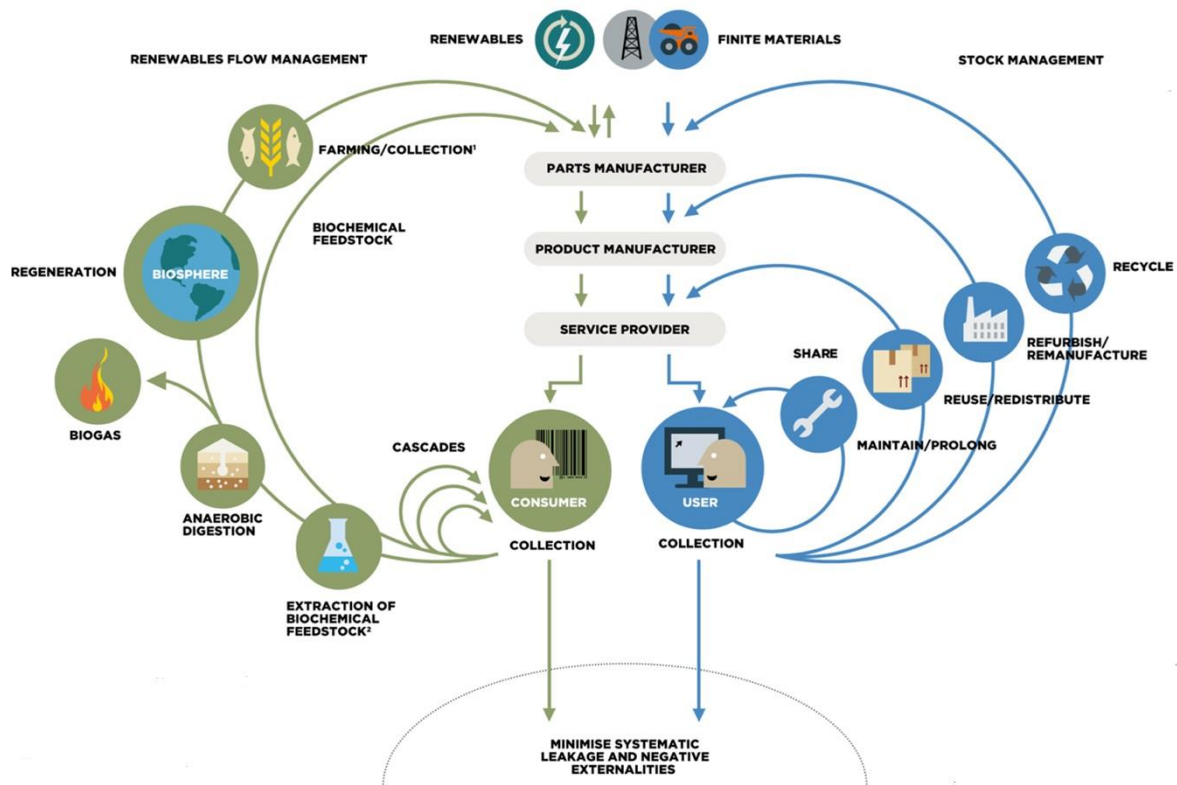 RENEWABLES
FINITE MATERIALS
RENEWABLES FLOW MANAGEMENT
STOCK MANAGEMENT
FARMING/COLLECTION¹
PARTS MANUFACTURER
BIOCHEMICAL
FEEDSTOCK
PRODUCT MANUFACTURER
REGENERATION
BIOSPHERE
RECYCLE
SERVICE PROVIDER
SHARE
REFURBISH/
REMANUFACTURE
REUSE/REDISTRIBUTE
BIOGAS
CASCADES
MAINTAIN/PROLONG
CONSUMER
USER
ANAEROBIC
DIGESTION
COLLECTION
COLLECTION
EXTRACTION OF
BIOCHEMICAL
FEEDSTOCK²
MINIMISE SYSTEMATIC
LEAKAGE AND NEGATIVE
EXTERNALITIES